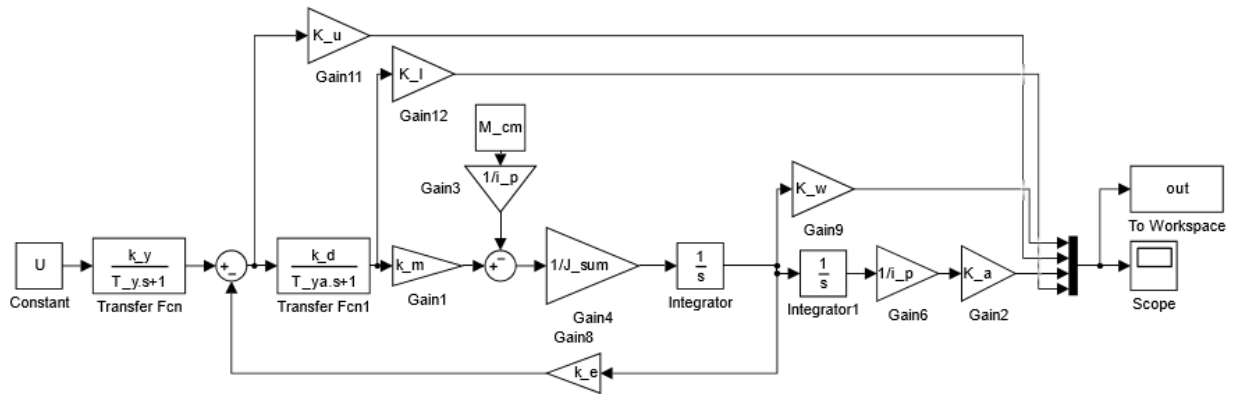 K_u
Gain11
K_I
Gain12
M_cm
1/i_p
Gain3
K_w
Gain9
out
To Workspace
U
Constant
k_y
T_y.s+1
Transfer Fcn
+
−
k_d
T_ya.s+1
Transfer Fcn1
k_m
Gain1
+
−
1/J_sum
Gain4
1
s
Integrator
1
s
Integrator1
1/i_p
Gain6
K_a
Gain2
Scope
Gain8
k_e